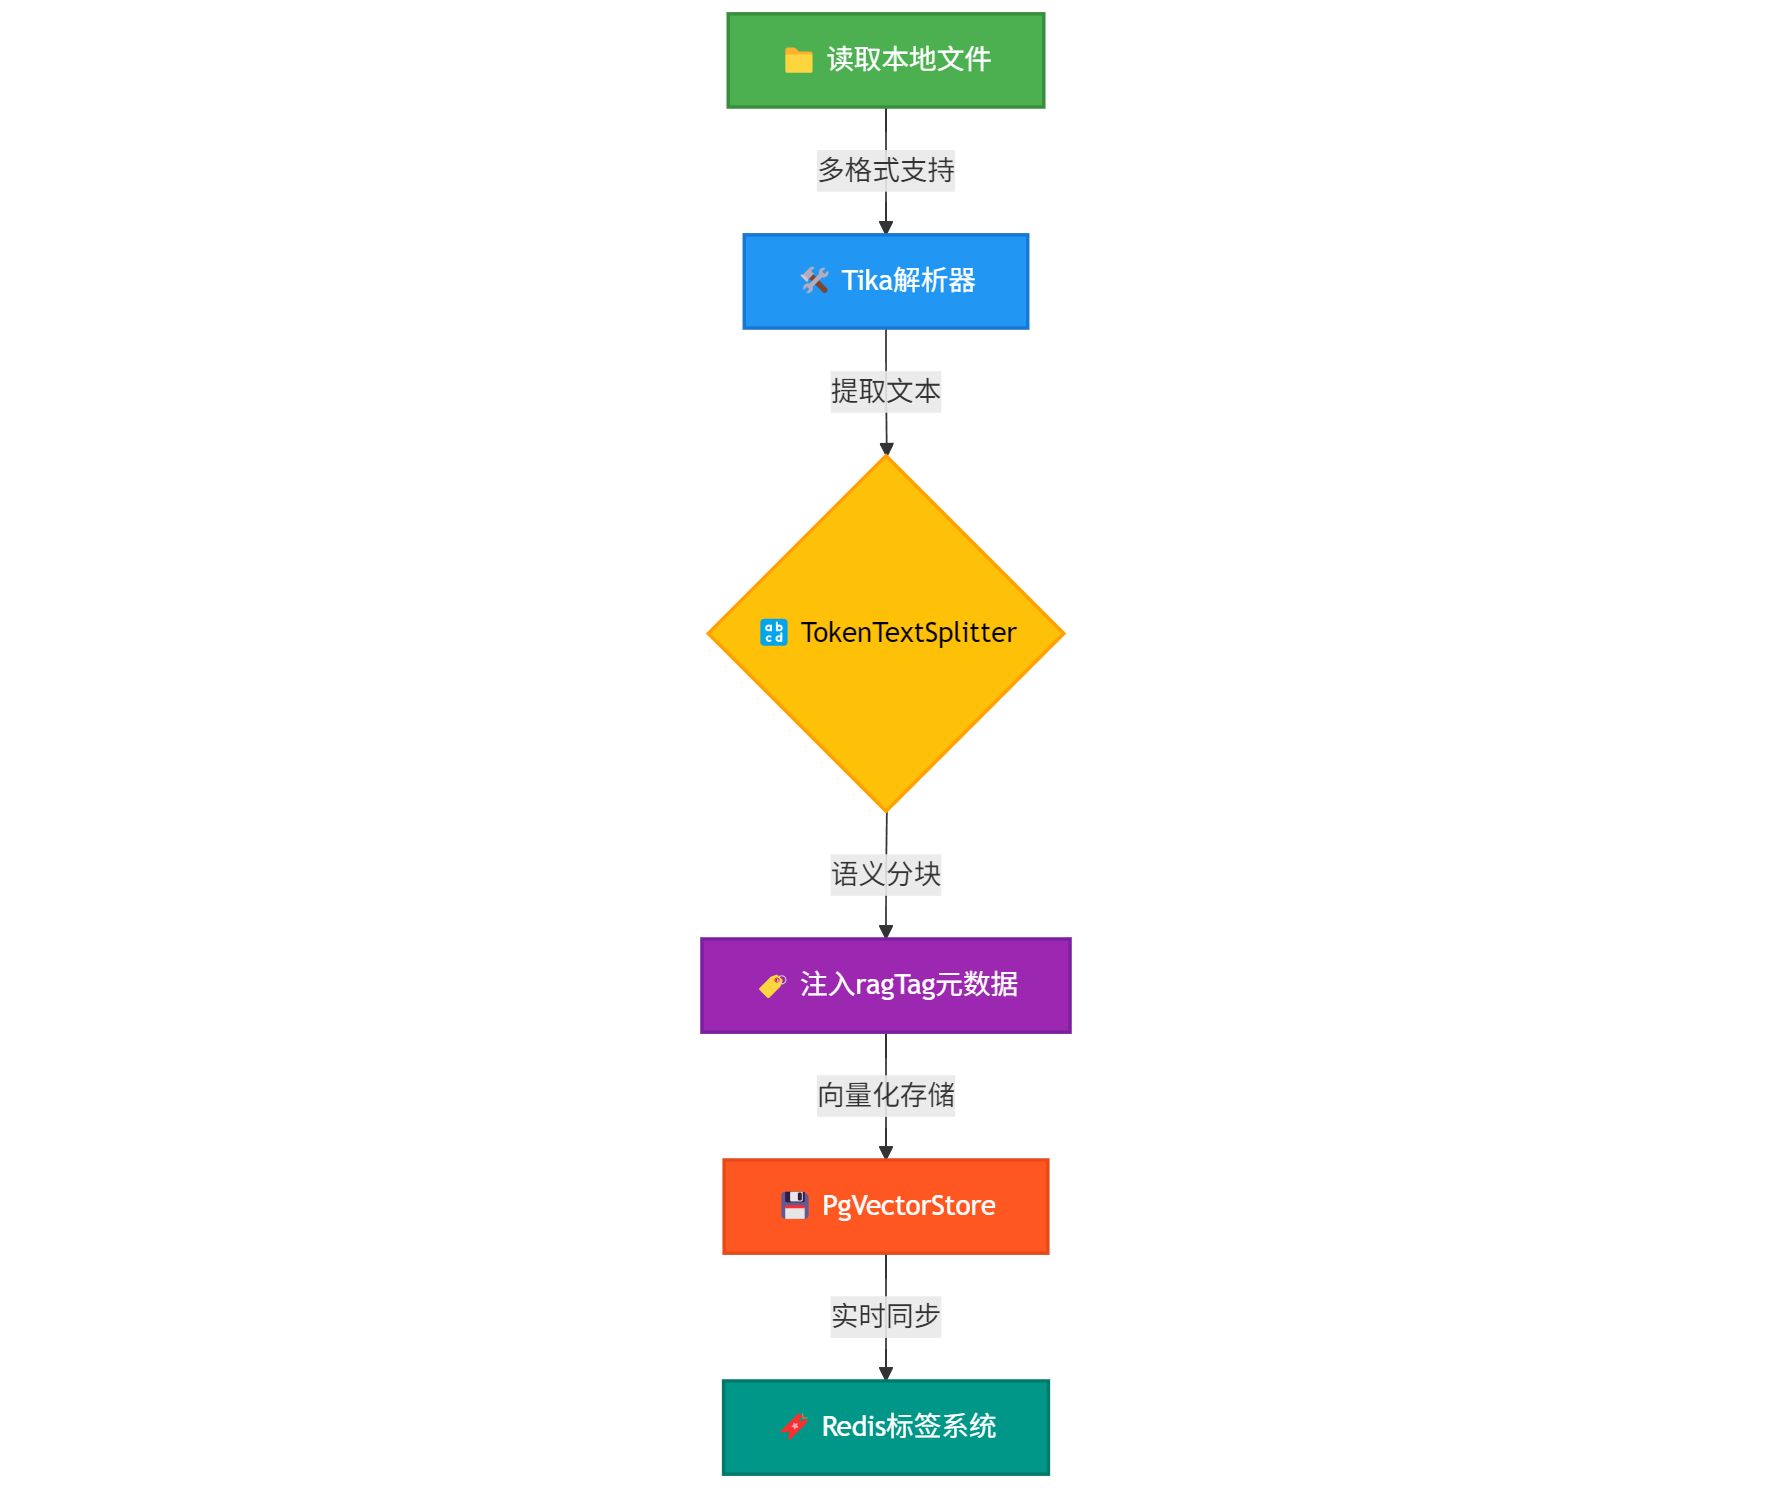 读取本地文件
多格式支持
Tika解析器
提取文本
TokenTextSplitter
语义分块
注入ragTag元数据
向量化存储
PgVectorStore
实时同步
Redis标签系统